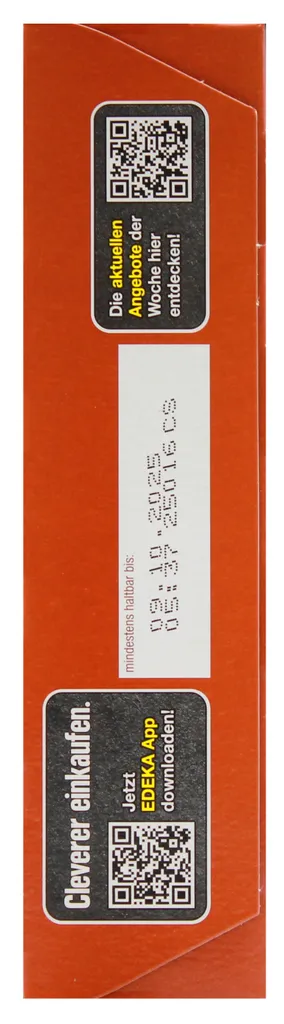 Cleverer einkaufen.
Jetzt
EDEKA App
downloaden!
mindestens haltbar bis:
09.10.2025
05:37 25016 CS
Die aktuellen
Angebote der
Woche hier
entdecken!